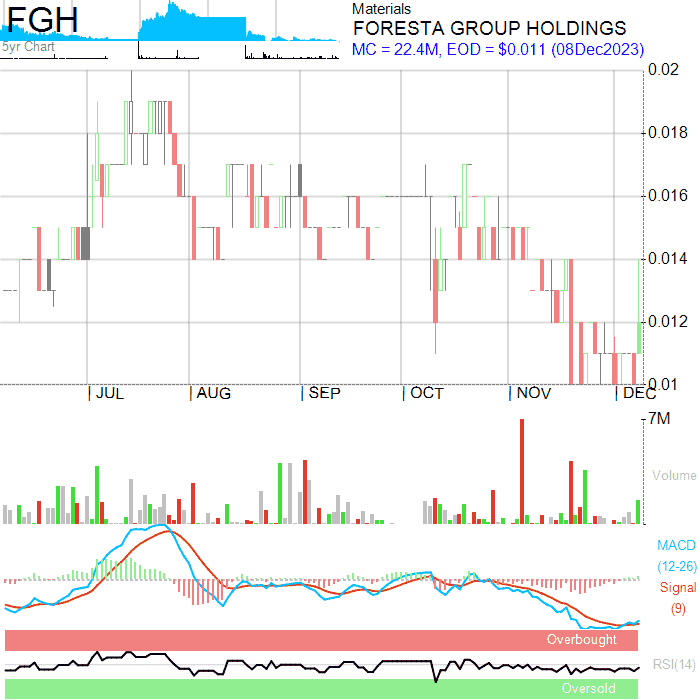 FGH
5yr Chart
Materials
FORESTA GROUP HOLDINGS
MC = 22.4M, EOD = $0.011 (08Dec2023)
0.02
0.018
0.016
0.014
0.012
0.01
JUL AUG SEP OCT NOV DEC
7M
Volume
MACD
(12-26)
Signal
(9)
Overbought
RSI(14)
Oversold